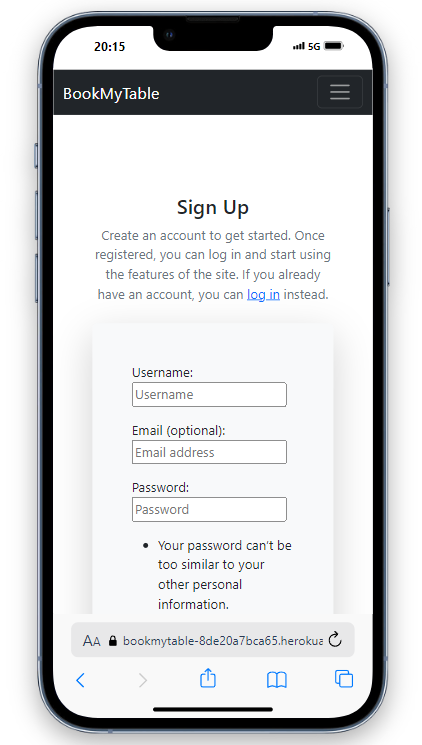 20:15
5G
BookMyTable
Sign Up
Create an account to get started. Once
registered, you can log in and start using
the features of the site. If you already
have an account, you can log in instead.
Username:
Username
Email (optional):
Email address
Password:
Password
• Your password can't be
too similar to your
other personal
information.
AA bookmytable-8de20a7bca65.herokua